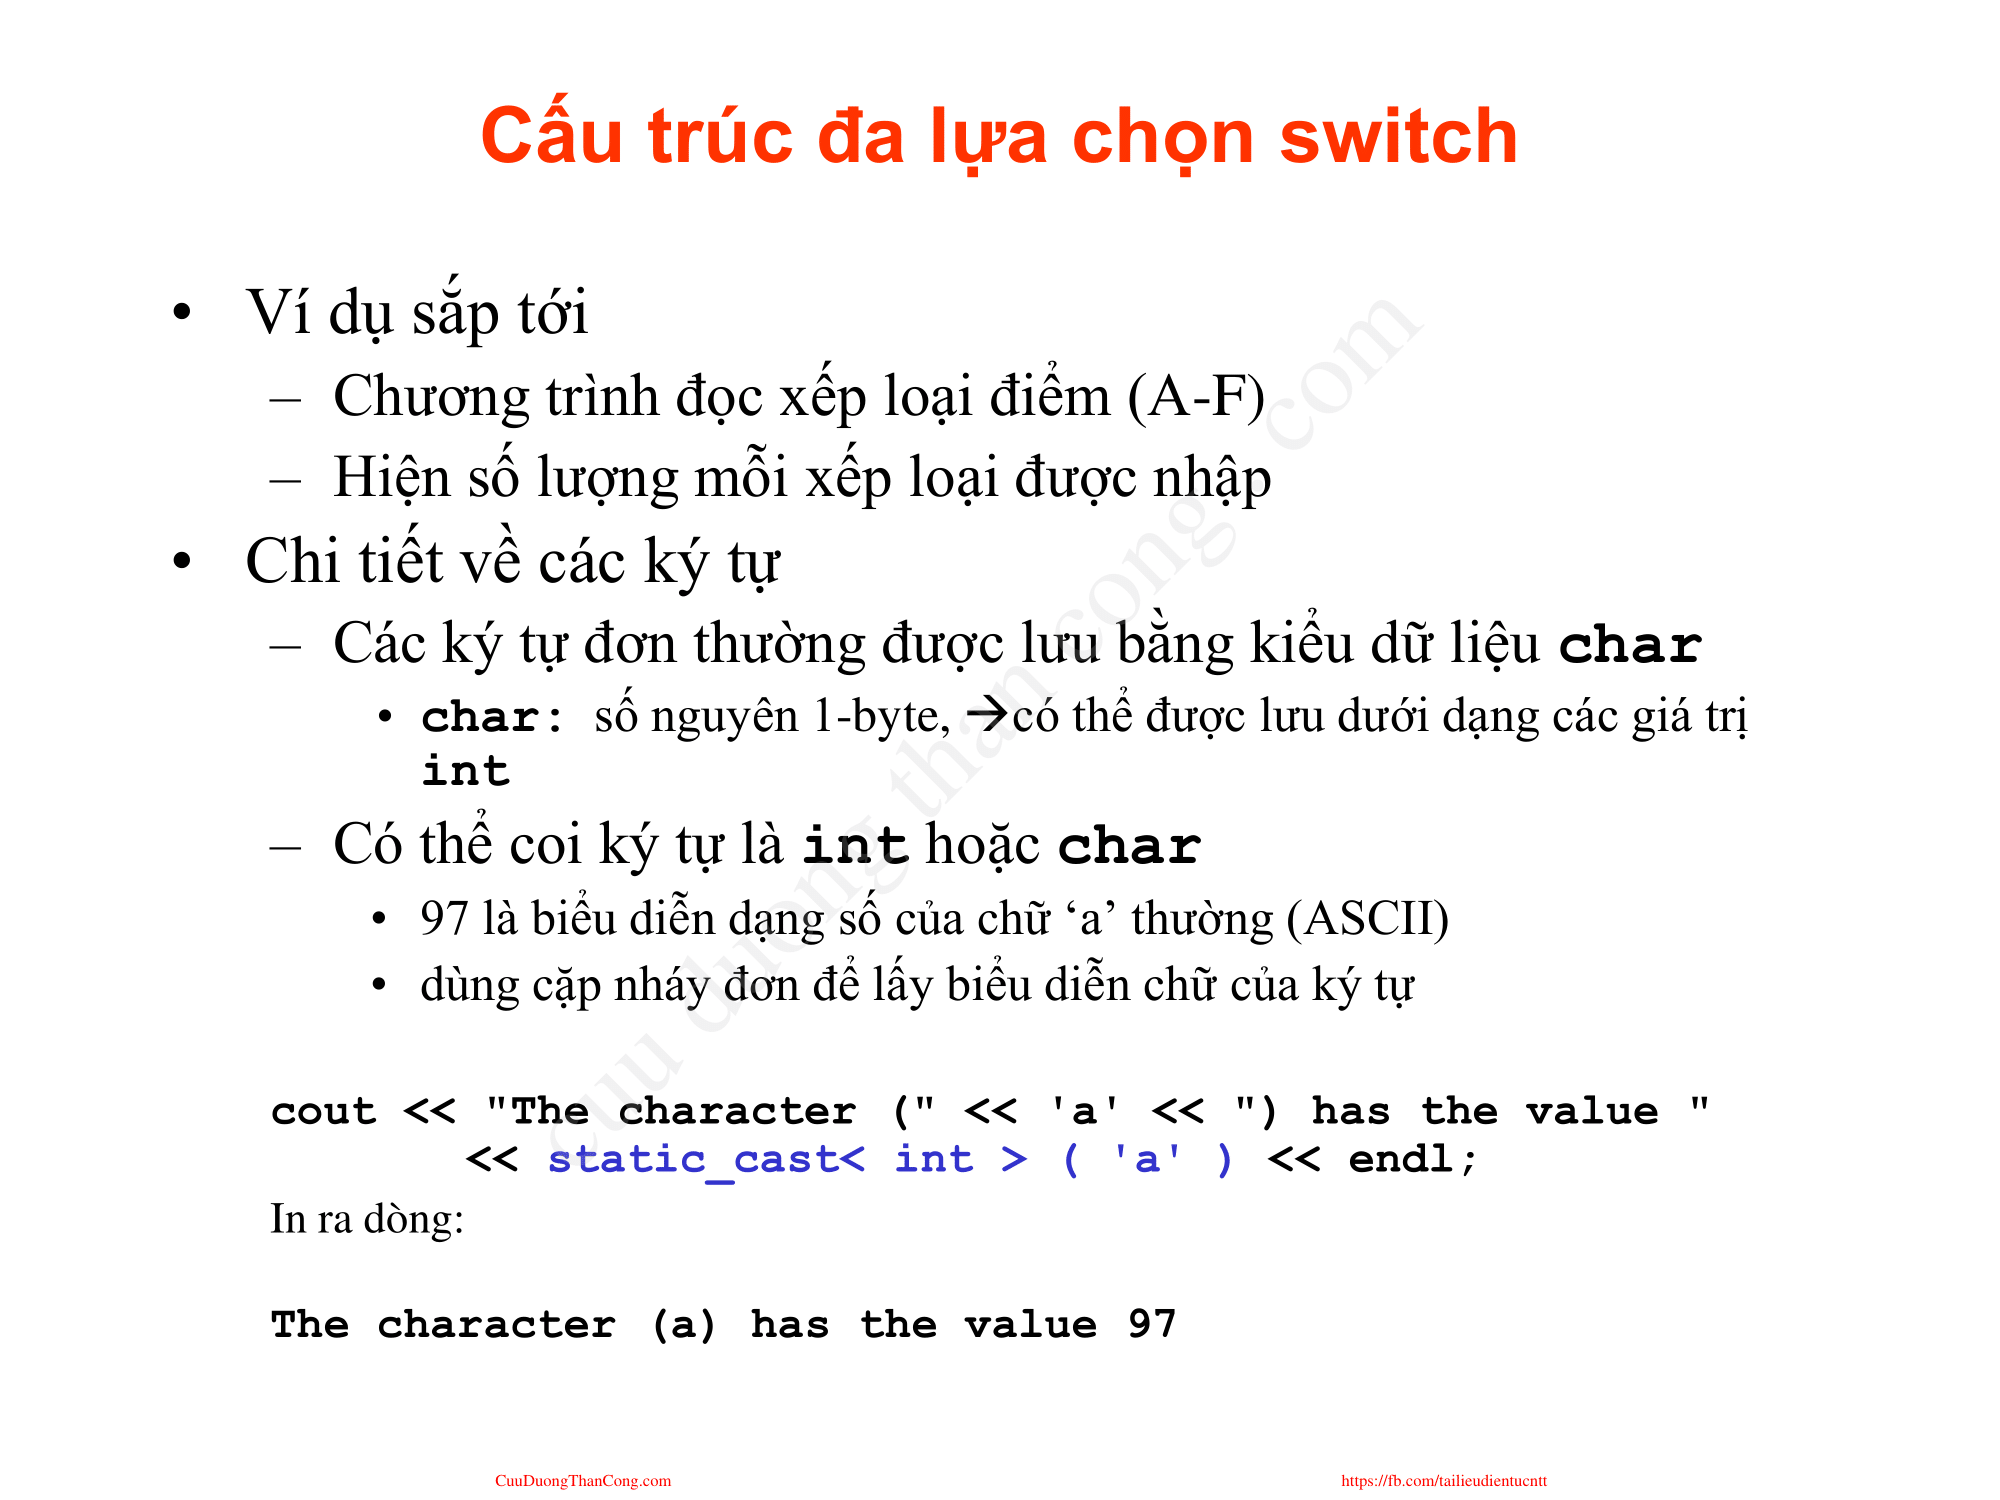 Cấu trúc đa lựa chọn switch
• Ví dụ sắp tới
– Chương trình đọc xếp loại điểm (A-F)
– Hiện số lượng mỗi xếp loại được nhập
• Chi tiết về các ký tự
– Các ký tự đơn thường được lưu bằng kiểu dữ liệu char
• char: số nguyên 1-byte, →có thể được lưu dưới dạng các giá trị
int
– Có thể coi ký tự là int hoặc char
• 97 là biểu diễn dạng số của chữ ‘a’ thường (ASCII)
• dùng cặp nháy đơn để lấy biểu diễn chữ của ký tự
cout << "The character (" << 'a' << ") has the value "
<< static_cast< int > ( 'a' ) << endl;
In ra dòng:
The character (a) has the value 97
cuu duong than cong . com
CuuDuongThanCong.com
https://fb.com/tailieudientucntt